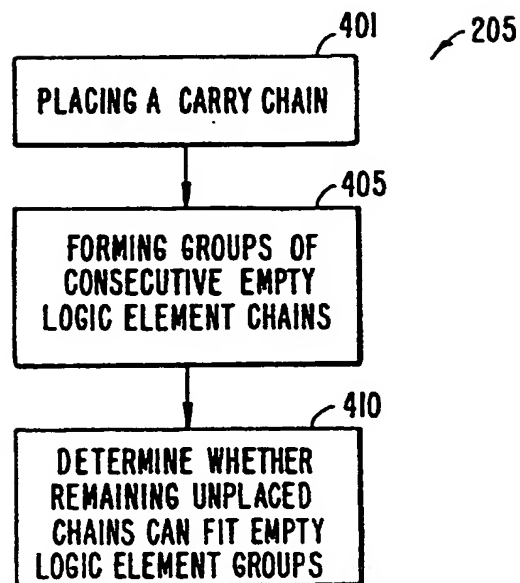 401
205
PLACING A CARRY CHAIN
405
FORMING GROUPS OF
CONSECUTIVE EMPTY
LOGIC ELEMENT CHAINS
410
DETERMINE WHETHER
REMAINING UNPLACED
CHAINS CAN FIT EMPTY
LOGIC ELEMENT GROUPS